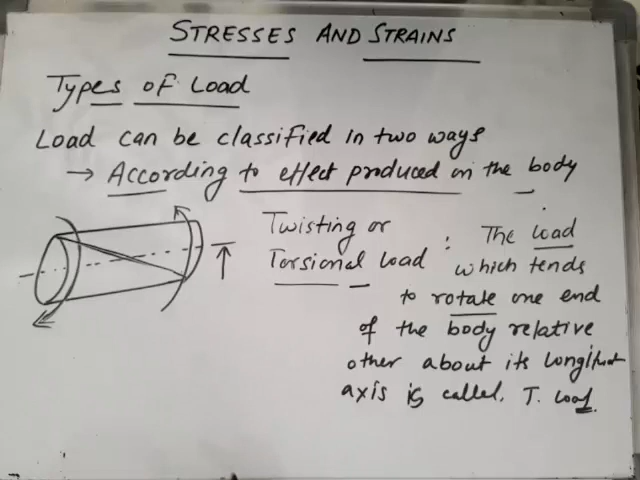 STRESSES AND STRAINS
Types of Load
Load can be classified in two ways
→ According to effect produced on the body
Twisting or
Torsional Load : The load
which tends
to rotate one end
of the body relative
other about its
axis is called. T. load.